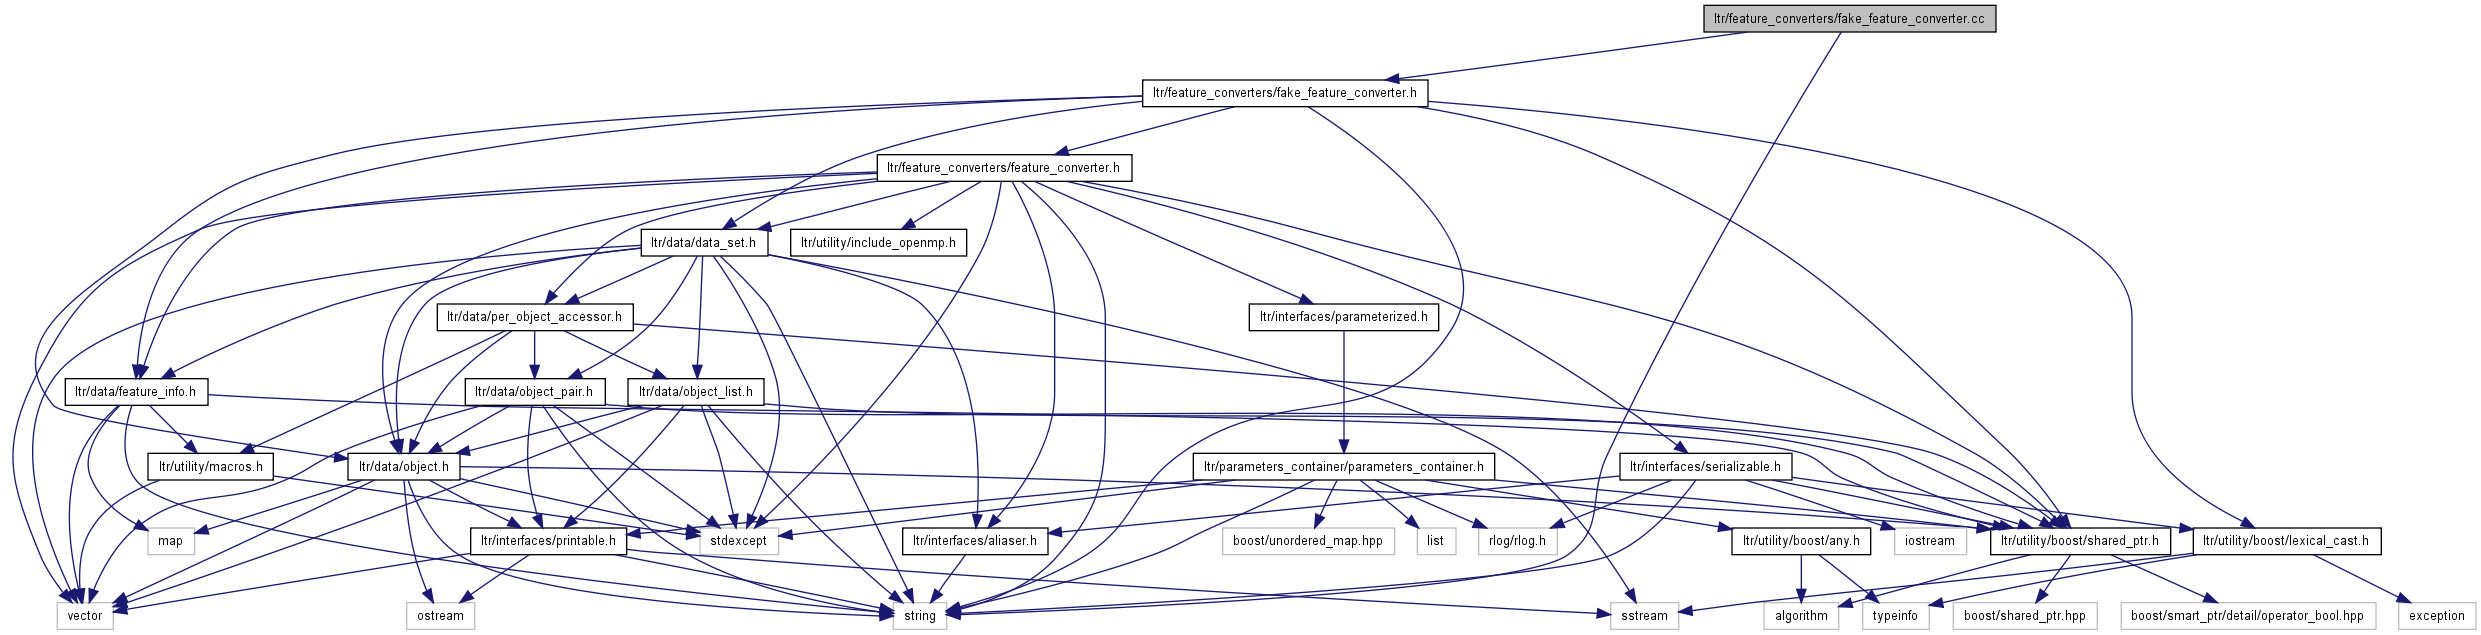 ltr/feature_converters/fake_feature_converter.cc
ltr/feature_converters/fake_feature_converter.h
ltr/feature_converters/feature_converter.h
ltr/data/data_set.h
ltr/utility/include_openmp.h
ltr/data/per_object_accessor.h
ltr/interfaces/parameterized.h
ltr/data/feature_info.h
ltr/data/object_pair.h
ltr/data/object_list.h
ltr/utility/macros.h
ltr/data/object.h
ltr/parameters_container/parameters_container.h
ltr/interfaces/serializable.h
map
ltr/interfaces/printable.h
stdexcept
ltr/interfaces/aliaser.h
boost/unordered_map.hpp
list
rlog/rlog.h
ltr/utility/boost/any.h
iostream
ltr/utility/boost/shared_ptr.h
ltr/utility/boost/lexical_cast.h
vector
ostream
string
sstream
algorithm
typeinfo
boost/shared_ptr.hpp
boost/smart_ptr/detail/operator_bool.hpp
exception